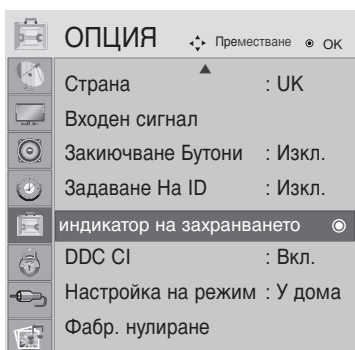 ОПЦИЯ Преместване OK
Страна : UK
Входен сигнал
Закиючване Бутони : Изкл.
Задаване На ID : Изкл.
индикатор на захранването
DDC CI : Вкл.
Настройка на режим : У дома
Фабр. нулиране